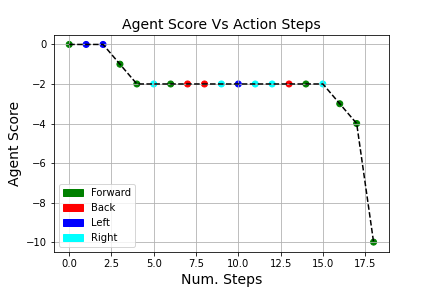 Agent Score Vs Action Steps
Agent Score
0
−2
−4
−6
−8
−10
Forward
Back
Left
Right
0.0 2.5 5.0 7.5 10.0 12.5 15.0 17.5
Num. Steps